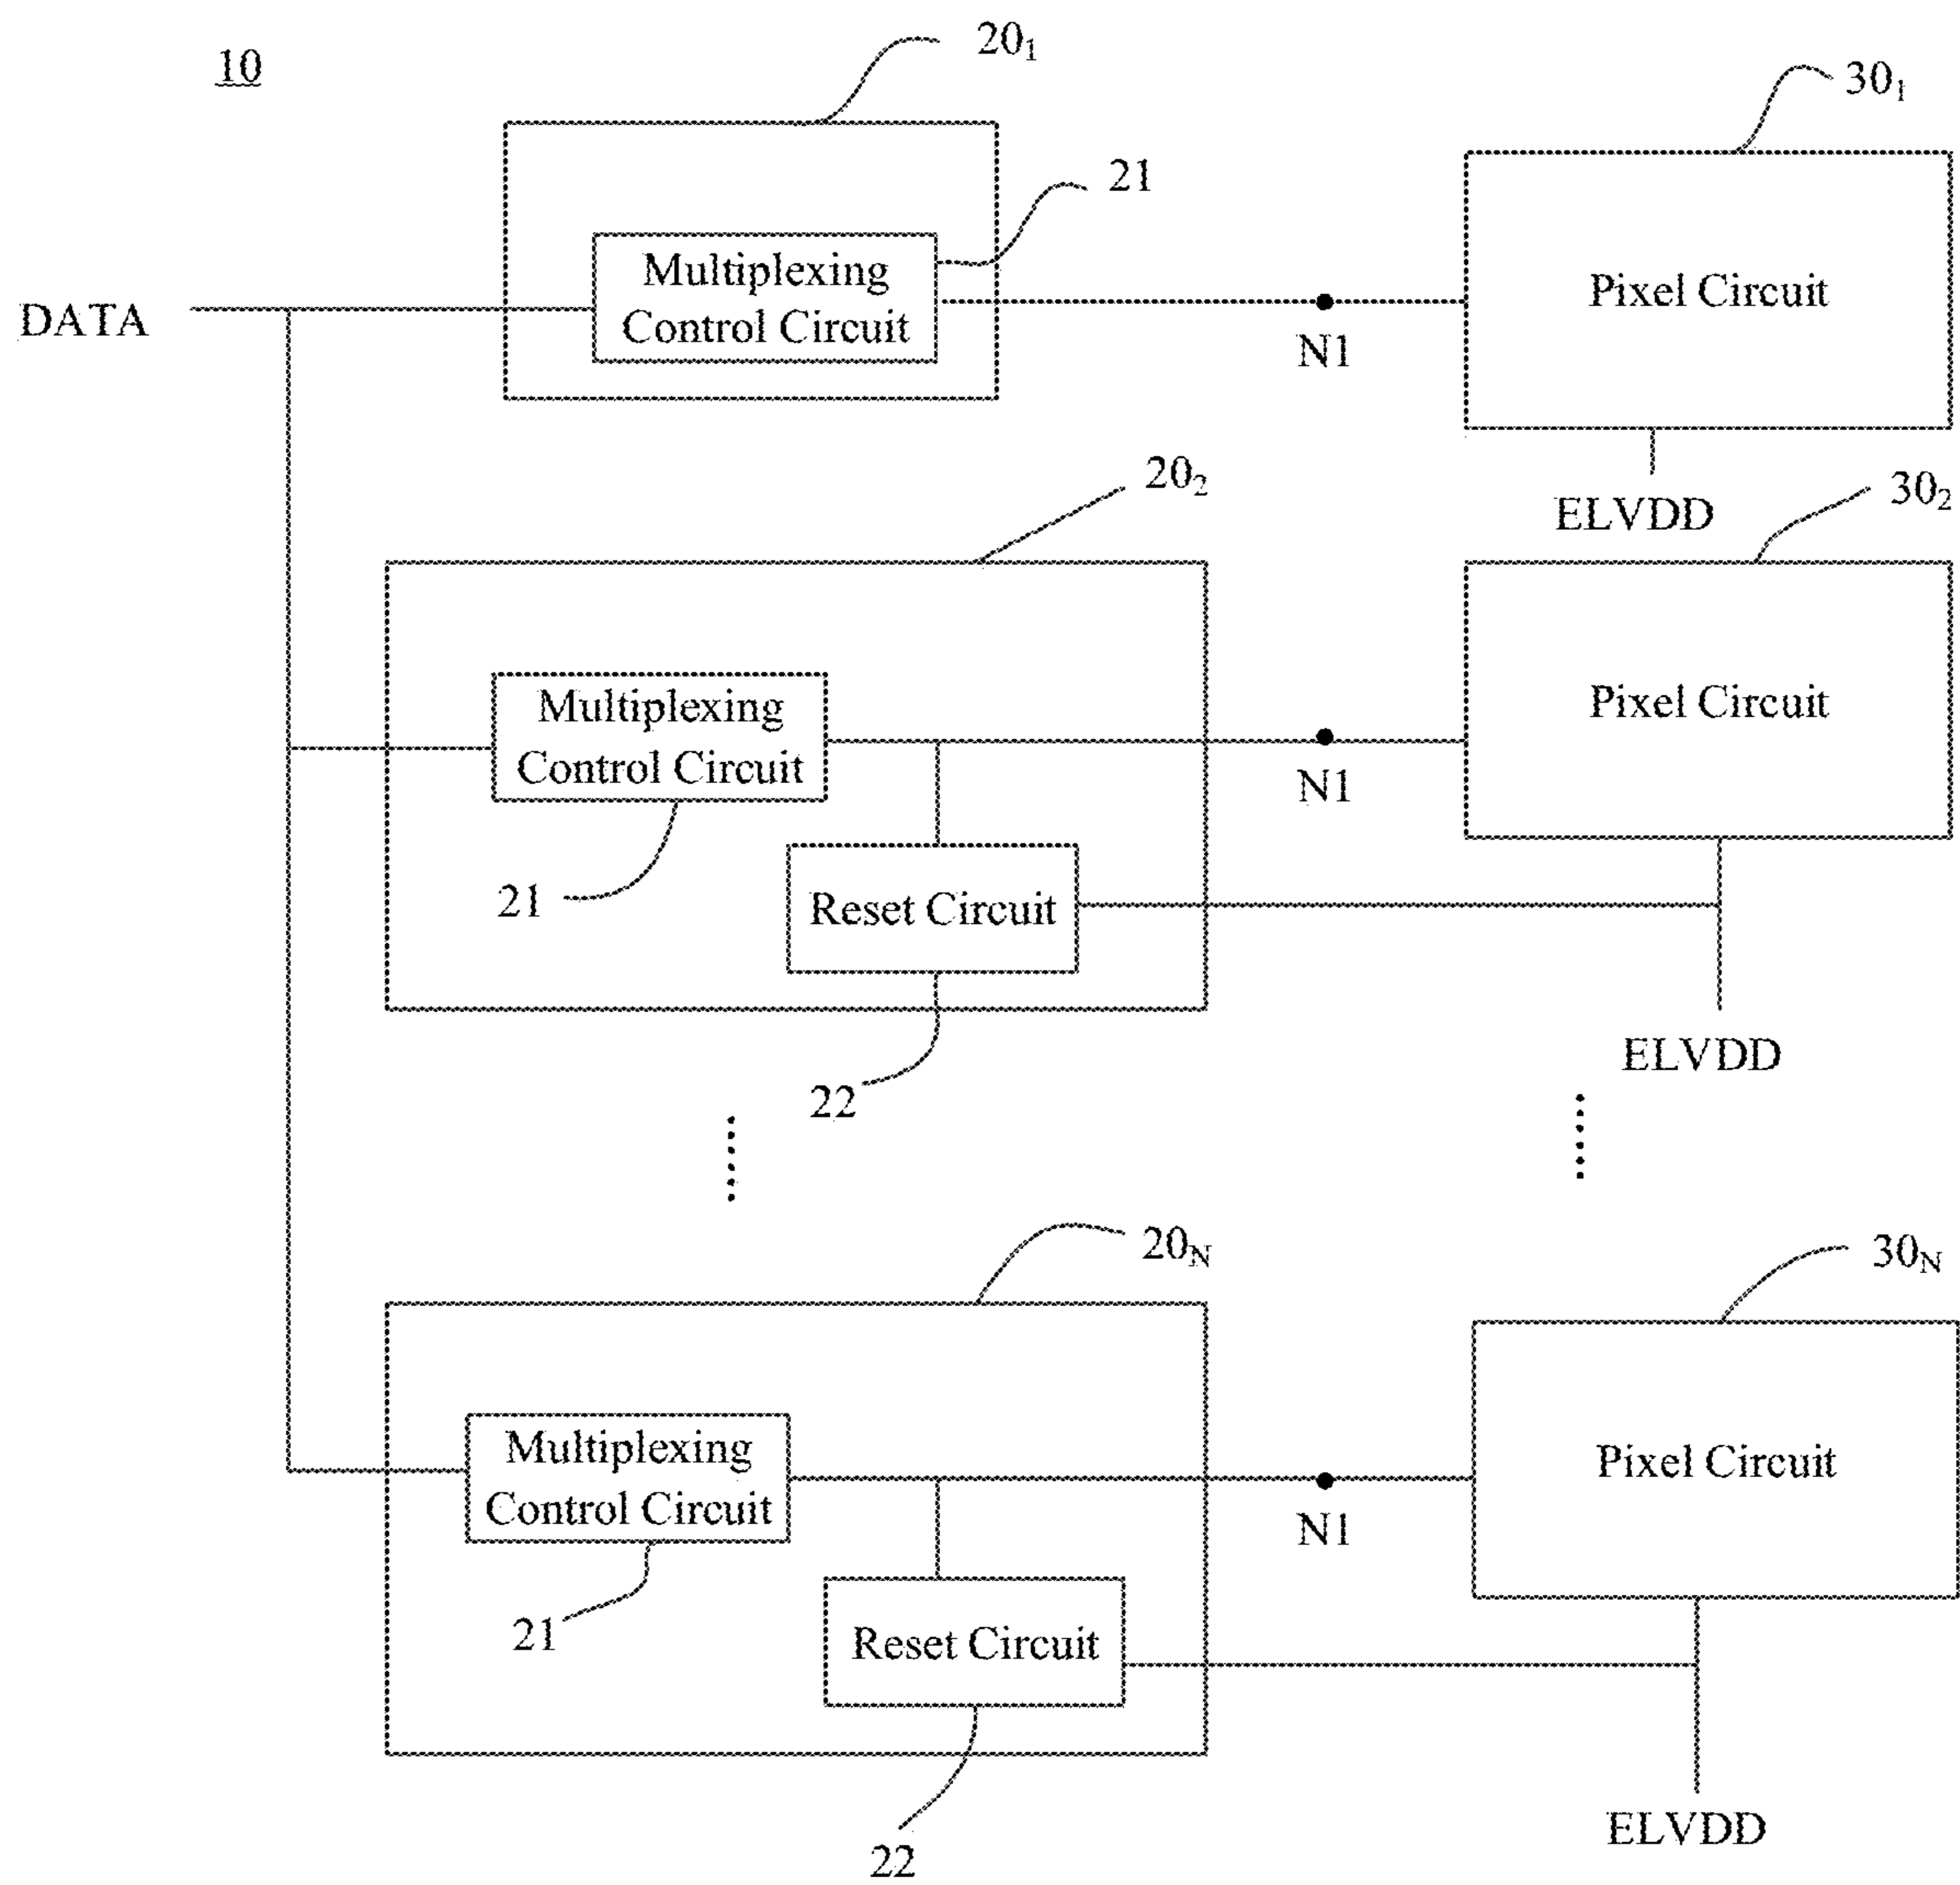 10
20₁
30₁
21
Multiplexing
Control Circuit
Pixel Circuit
DATA
N1
ELVDD
20₂
30₂
Multiplexing
Control Circuit
Pixel Circuit
N1
21
Reset Circuit
ELVDD
22
20N
30N
Multiplexing
Control Circuit
Pixel Circuit
N1
21
Reset Circuit
ELVDD
22